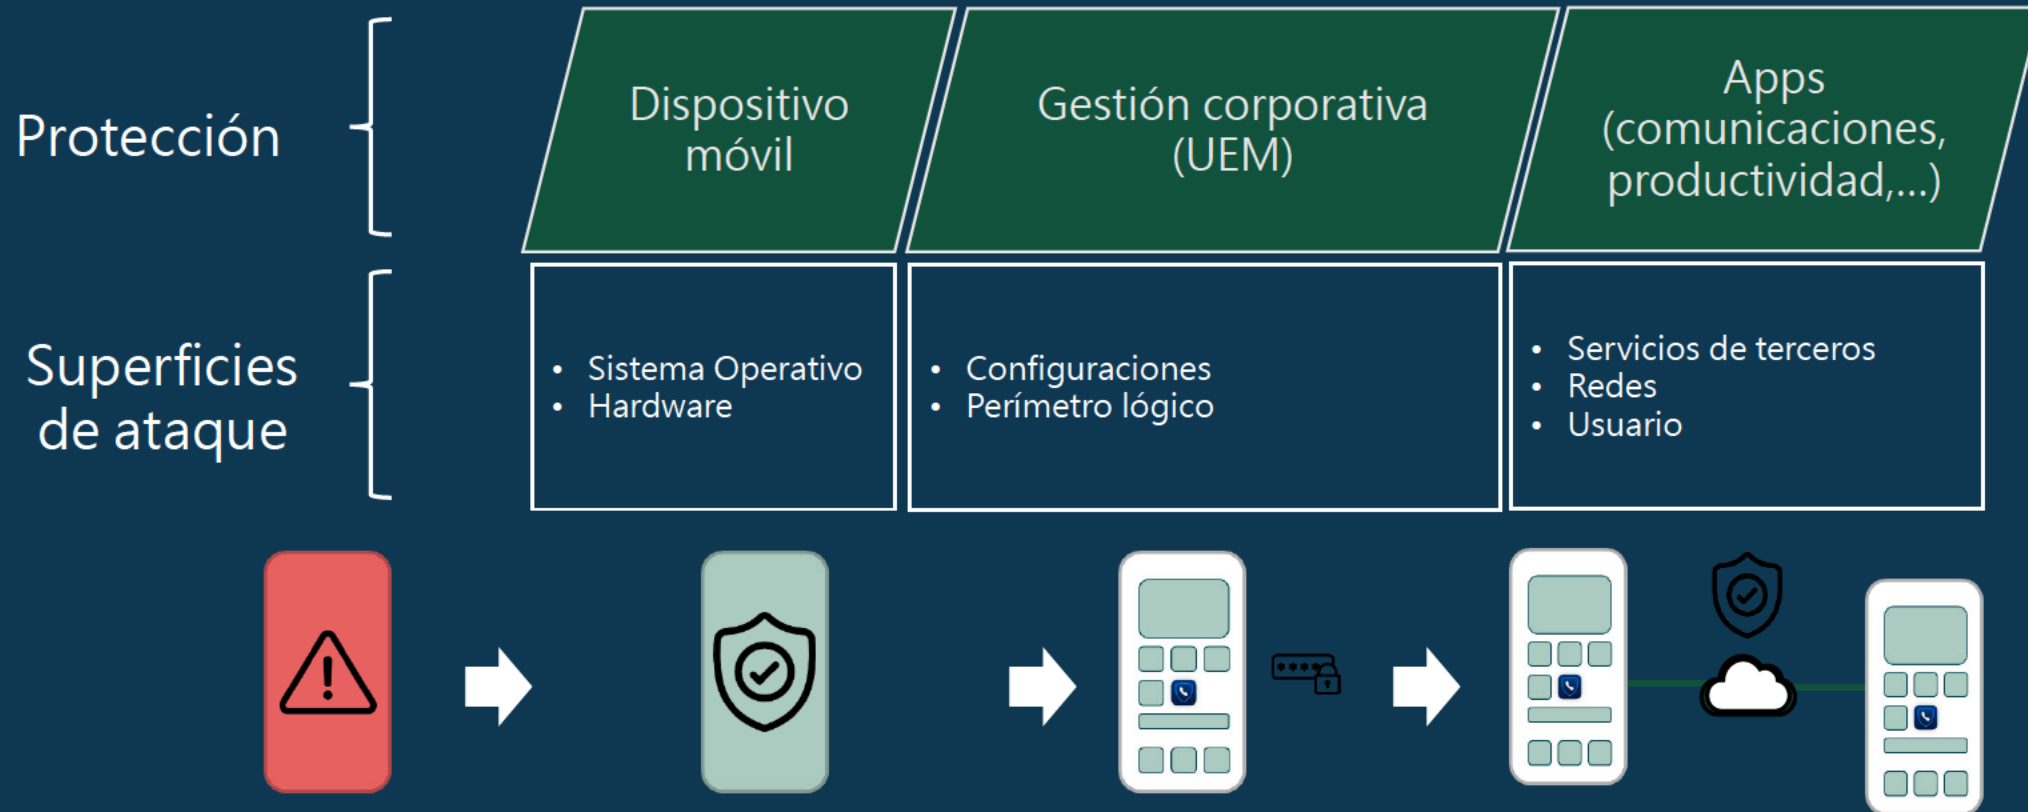 Protección
Dispositivo
móvil
Gestión corporativa
(UEM)
Apps
(comunicaciones,
productividad,...)
Superficies
de ataque
• Sistema Operativo
• Hardware
• Configuraciones
• Perímetro lógico
• Servicios de terceros
• Redes
• Usuario